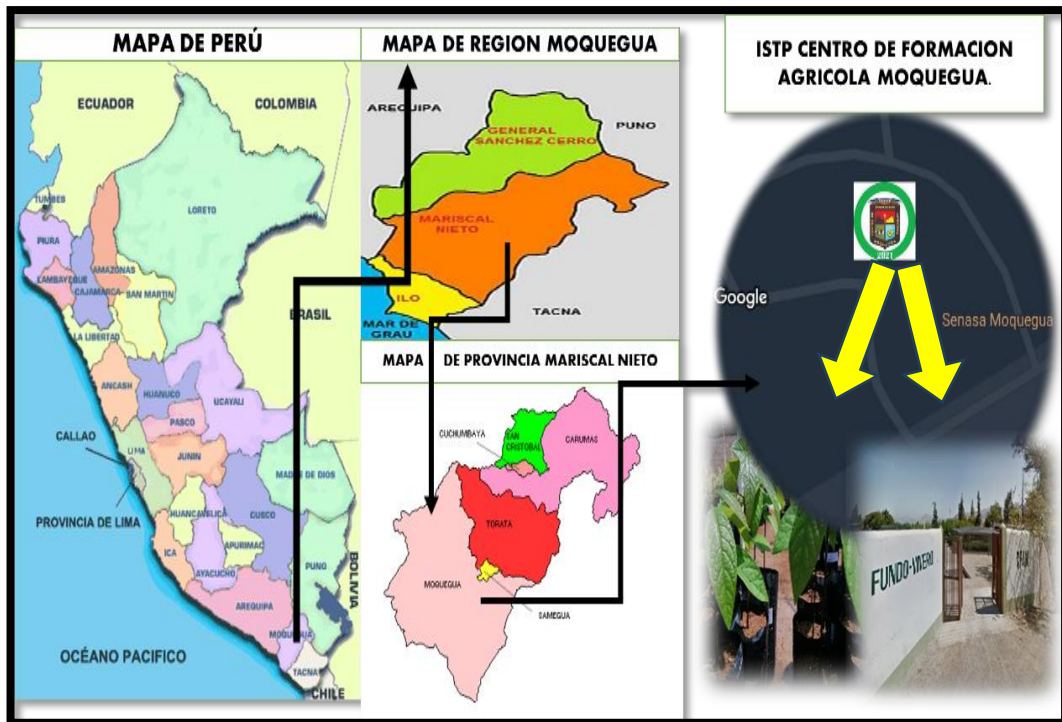 MAPA DE PERÚ
ECUADOR
COLOMBIA
TUMBES
LORETO
PIURA
AMAZONAS
LAMBAYEQUE
CAJAMARCA
SAN MARTIN
BRASIL
LA LIBERTAD
ANCASH
HUANUCO
UCAYALI
PASCO
CALLAO
LIMA
JUNIN
MADRE DE DIOS
PROVINCIA DE LIMA
HUANCAVELICA
CUSCO
ICA
APURIMAC
AYACUCHO
PUNO
BOLIVIA
AREQUIPA
MOQUEGUA
OCÉANO PACIFICO
TACNA
CHILE
MAPA DE REGION MOQUEGUA
AREQUIPA
PUNO
GENERAL
SANCHEZ CERRO
MARISCAL
NIETO
ILO
TACNA
MAR DE
GRAU
MAPA DE PROVINCIA MARISCAL NIETO
CUCHUMBAYA
SAN
CRISTOBAL
CARUMAS
TORATA
MOQUEGUA
SAMEGUA
ISTP CENTRO DE FORMACION
AGRICOLA MOQUEGUA.
2021
Google
Senasa Moquegua
FUNDO-VIVERO